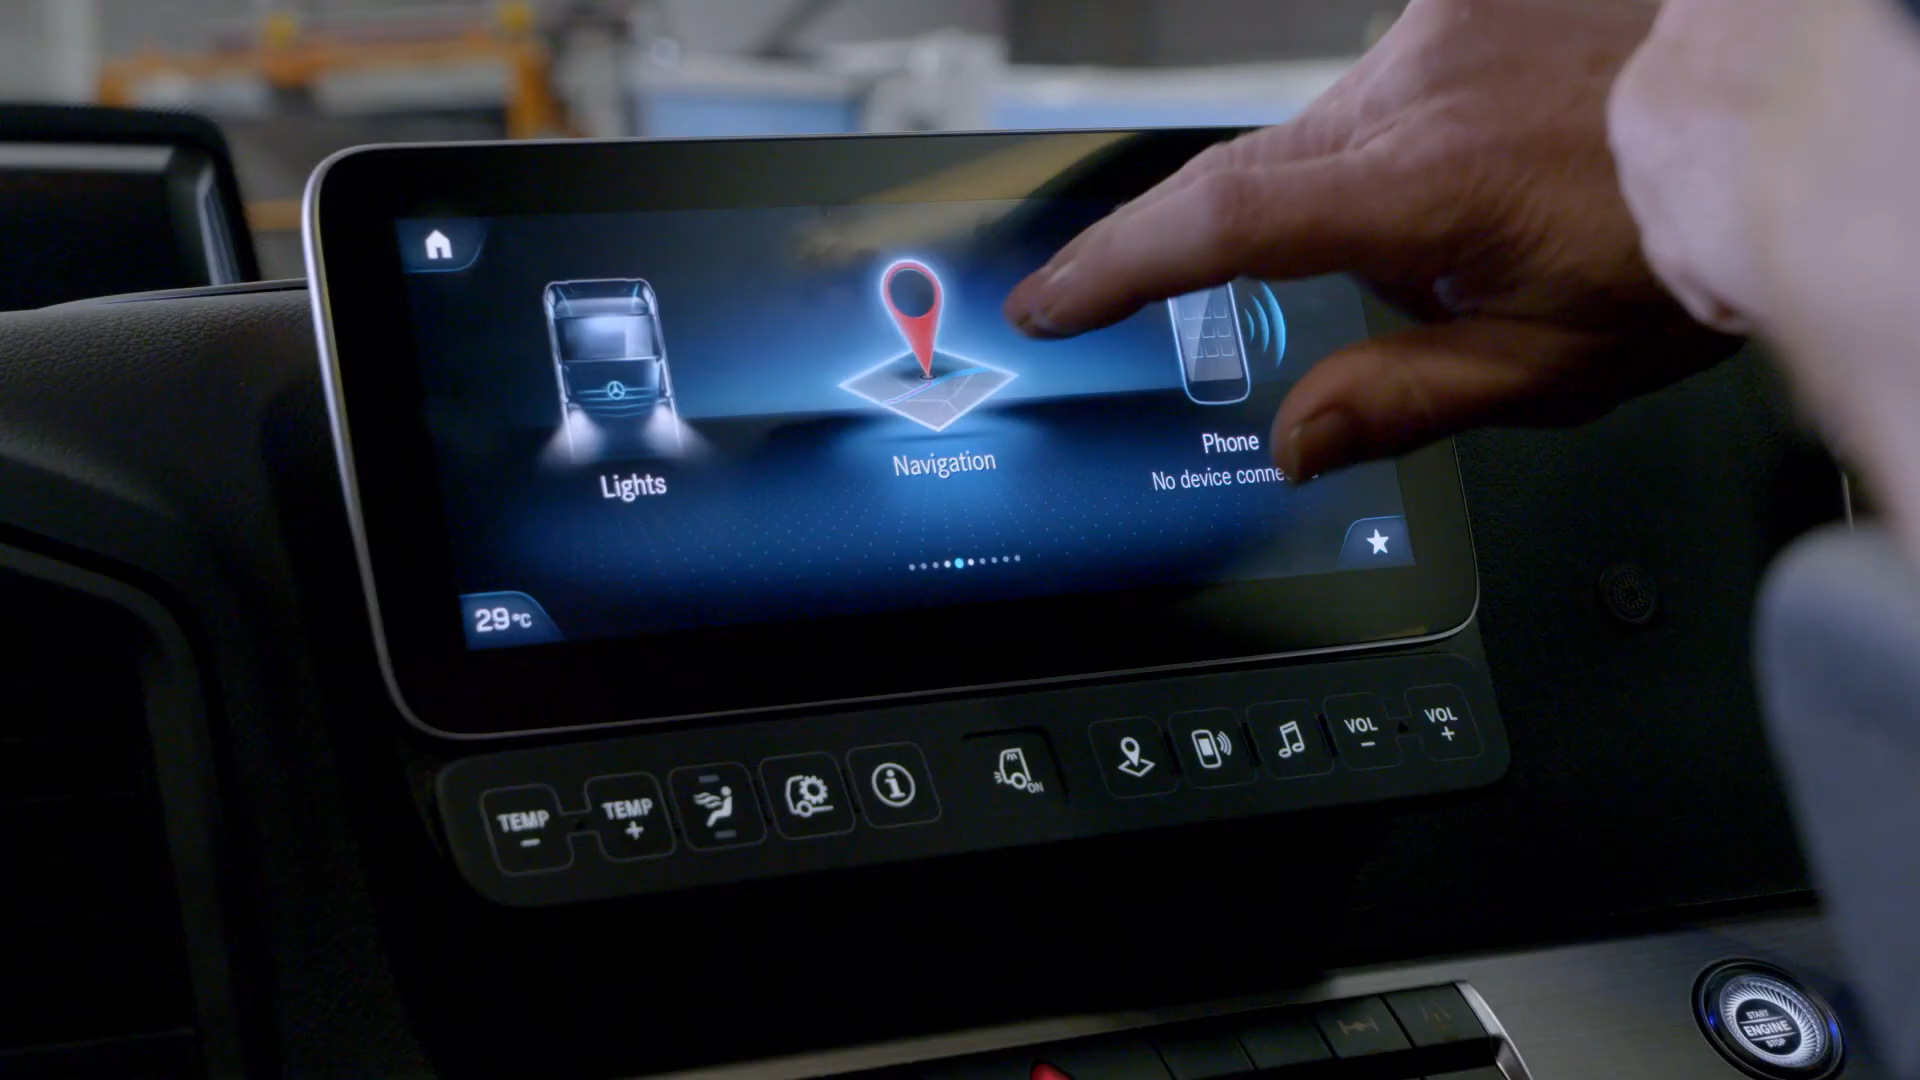 Lights
Navigation
Phone
No device conne
29°C
TEMP
−
TEMP
+
ON
VOL
−
VOL
+
START
ENGINE
STOP